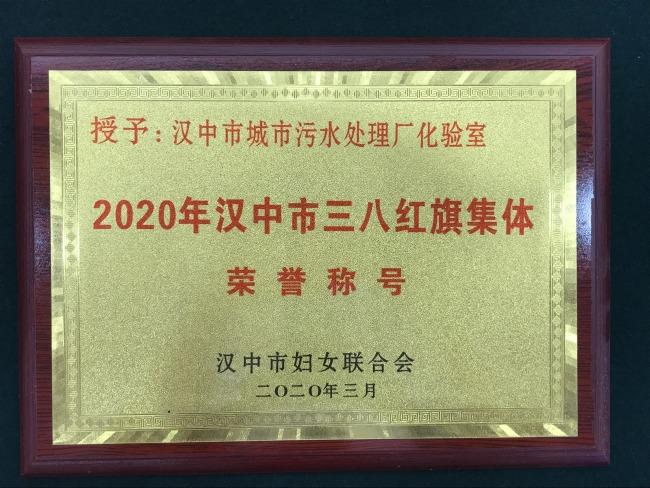 授予：汉中市城市污水处理厂化验室
2020年汉中市三八红旗集体
荣誉称号
汉中市妇女联合会
二〇二〇年三月